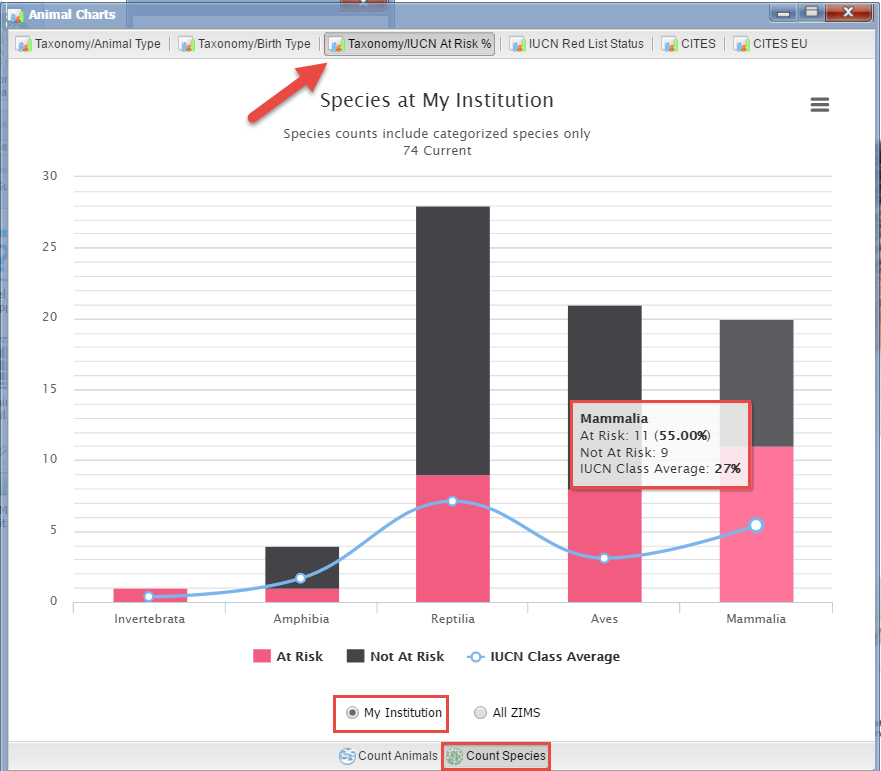 Animal Charts
Taxonomy/Animal Type
Taxonomy/Birth Type
Taxonomy/IUCN At Risk %
IUCN Red List Status
CITES
CITES EU
Species at My Institution
Species counts include categorized species only
74 Current
30
25
20
15
10
5
0
Mammalia
At Risk: 11 (55.00%)
Not At Risk: 9
IUCN Class Average: 27%
Invertebrata
Amphibia
Reptilia
Aves
Mammalia
At Risk
Not At Risk
IUCN Class Average
My Institution
All ZIMS
Count Animals
Count Species